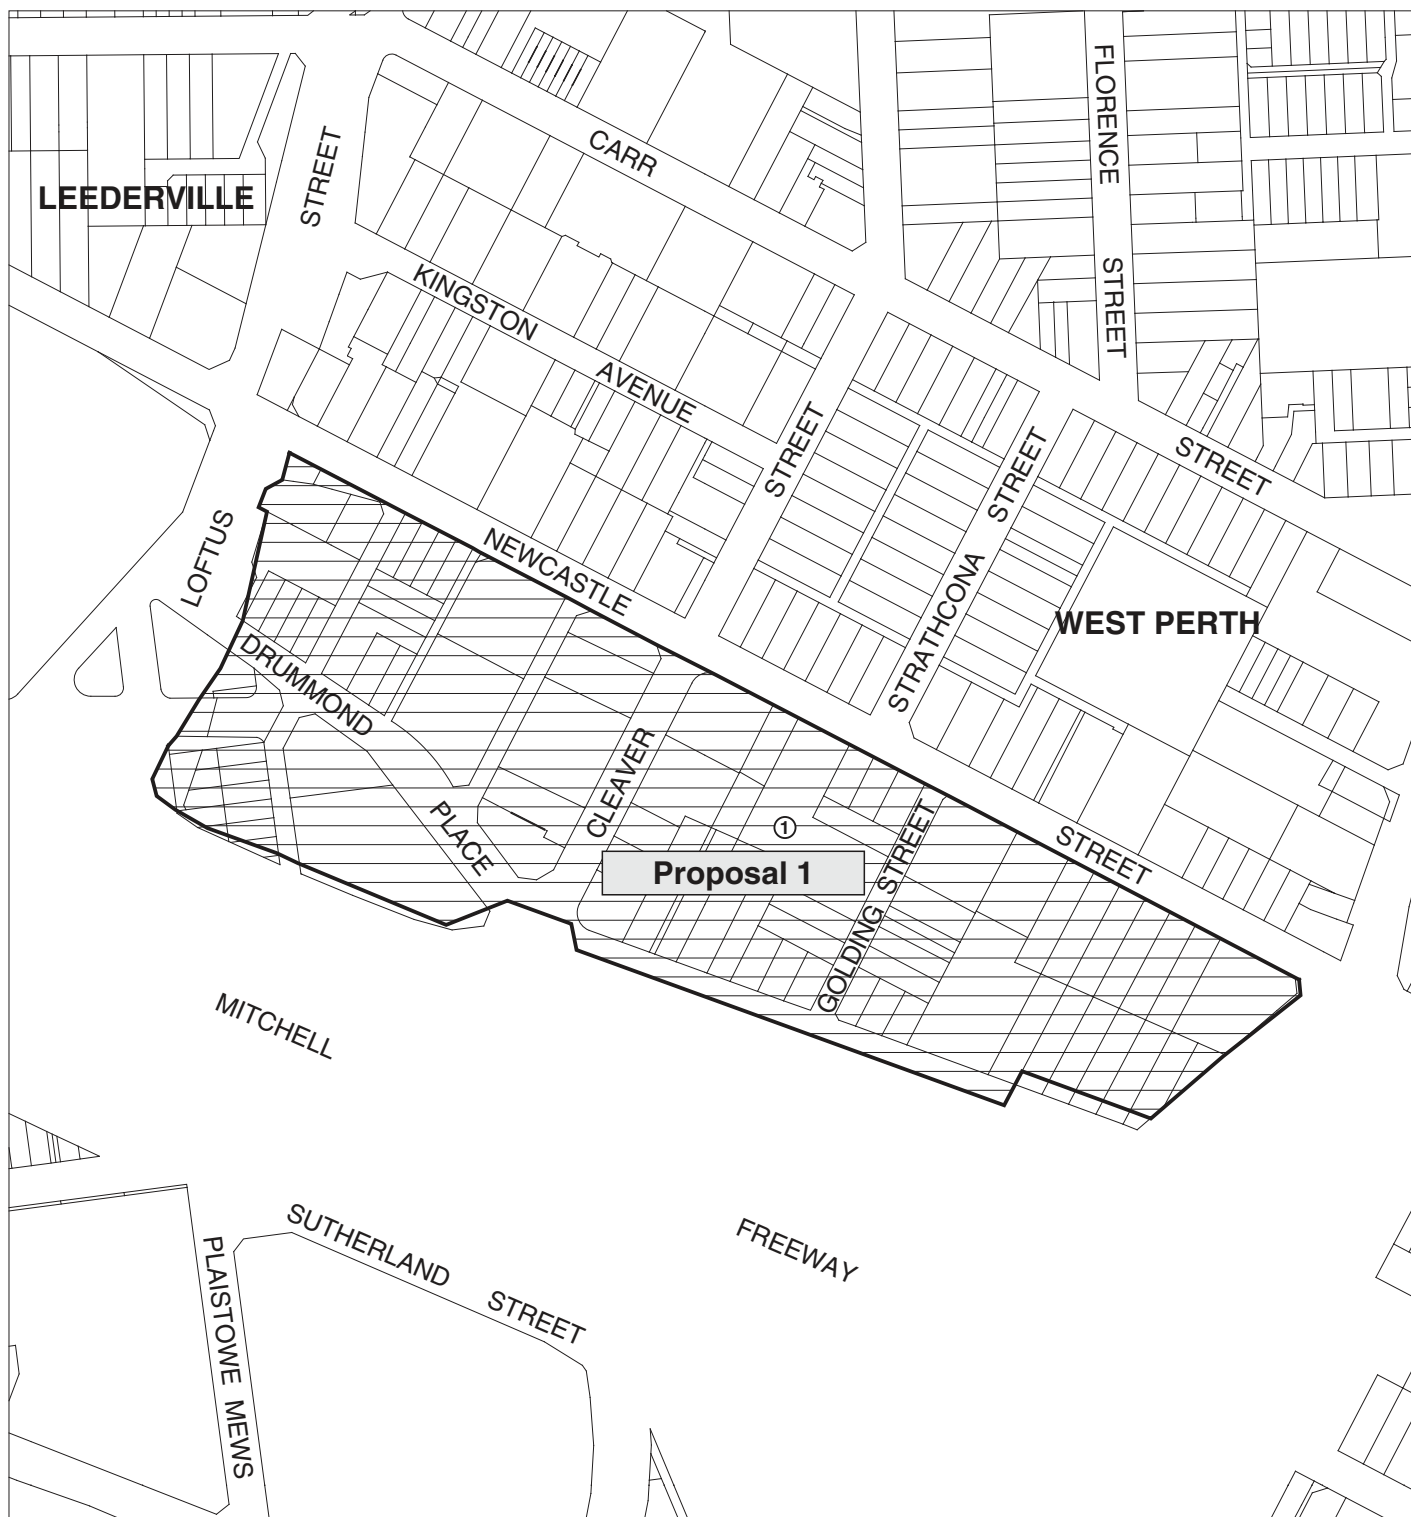 FLORENCE
STREET
CARR
STREET
LEEDERVILLE
STREET
KINGSTON
AVENUE
STREET
STREET
STREET
LOFTUS
NEWCASTLE
STRATHCONA
WEST PERTH
DRUMMOND
PLACE
CLEAVER
1
Proposal 1
GOLDING STREET
STREET
MITCHELL
FREEWAY
SUTHERLAND
STREET
PLAISTOWE MEWS